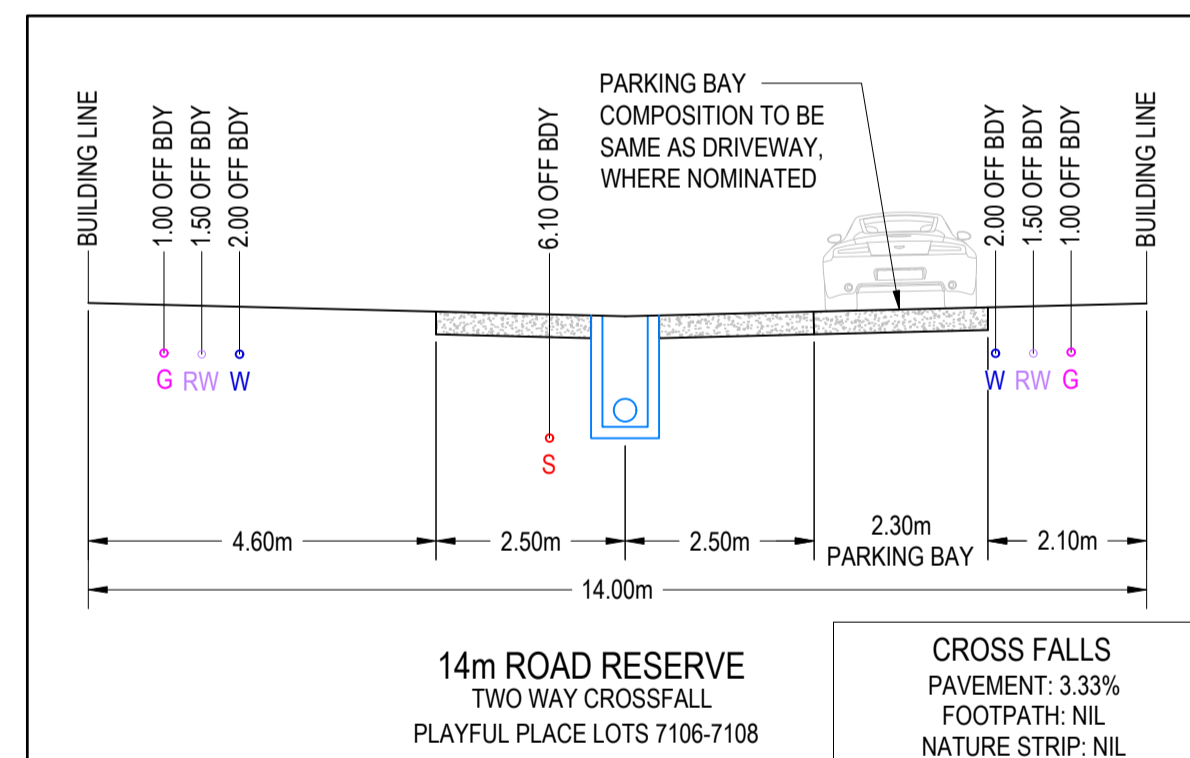 BUILDING LINE
1.00 OFF BDY
1.50 OFF BDY
2.00 OFF BDY
6.10 OFF BDY
PARKING BAY
COMPOSITION TO BE
SAME AS DRIVEWAY,
WHERE NOMINATED
2.00 OFF BDY
1.50 OFF BDY
1.00 OFF BDY
BUILDING LINE
G RW W
W RW G
S
4.60m
2.50m
2.50m
2.30m
PARKING BAY
2.10m
14.00m
14m ROAD RESERVE
TWO WAY CROSSFALL
PLAYFUL PLACE LOTS 7106-7108
CROSS FALLS
PAVEMENT: 3.33%
FOOTPATH: NIL
NATURE STRIP: NIL